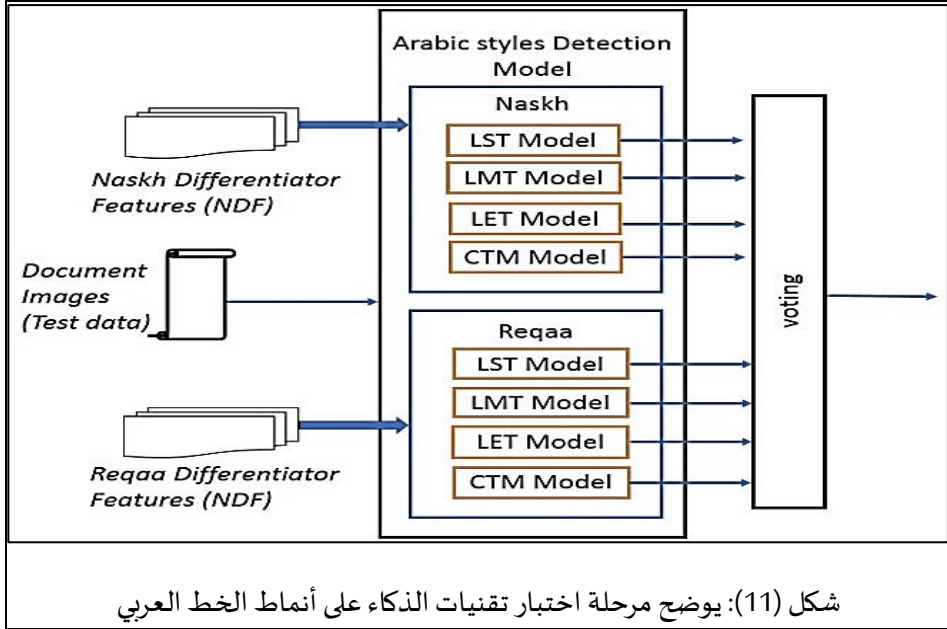 Arabic styles Detection
Model
Naskh
LST Model
LMT Model
LET Model
CTM Model
Naskh Differentiator
Features (NDF)
Document
Images
(Test data)
Reqaa
LST Model
LMT Model
LET Model
CTM Model
Reqaa Differentiator
Features (NDF)
voting
شكل (11): يوضح مرحلة اختبار تقنيات الذكاء على أنماط الخط العربي